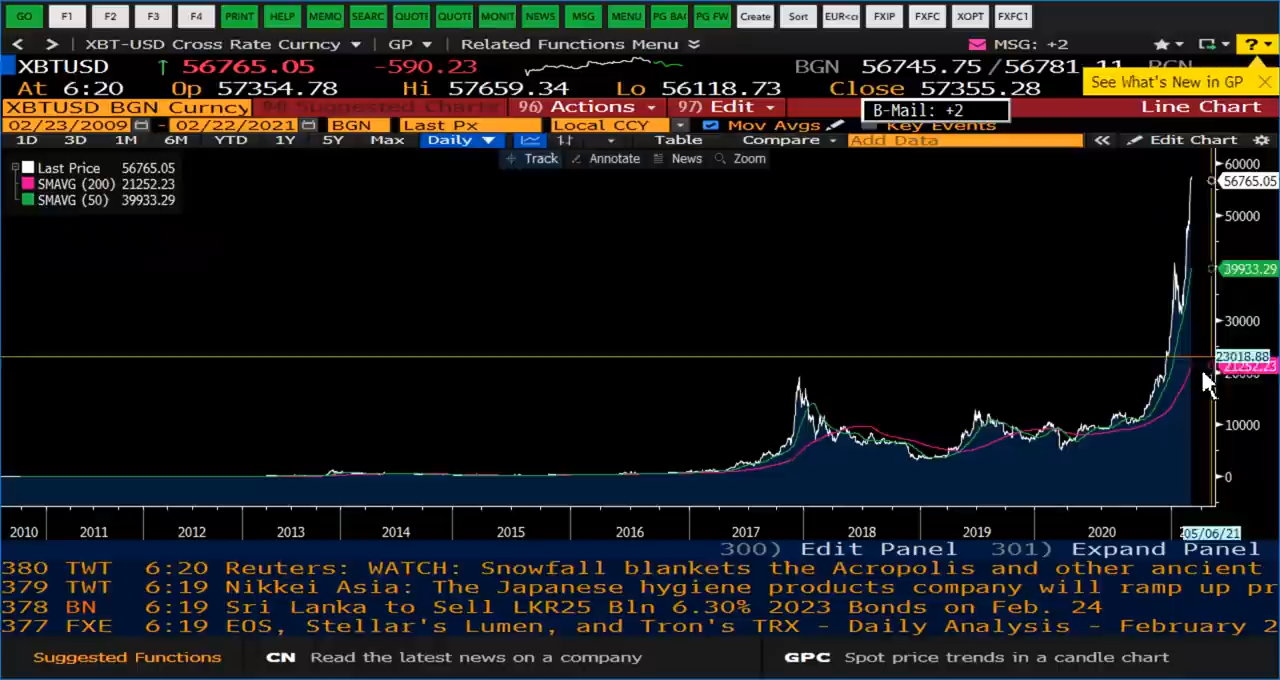 GO F1 F2 F3 F4 PRINT HELP MEMO SEARC QUOTE QUOTE MONIT NEWS MSG MENU PG BAC PG FW Create Sort EUR<cr FXIP FXFC XOPT FXFC1
XBT-USD Cross Rate Curncy GP Related Functions Menu MSG: +2 ?
XBTUSD ↑ 56765.05 -590.23 BGN 56745.75/56781.11 BGN
See What's New in GP
At 6:20 Op 57354.78 Hi 57659.34 Lo 56118.73 Close 57355.28
XBTUSD BGN Curncy 94) Suggested Charts 96) Actions 97) Edit B-Mail: +2 Line Chart
02/23/2009 - 02/22/2021 BGN Last Px Local CCY Mov Avgs Key Events
1D 3D 1M 6M YTD 1Y 5Y Max Daily Table Compare Add Data « Edit Chart
Track Annotate News Zoom
Last Price 56765.05
SMAVG (200) 21252.23
SMAVG (50) 39933.29
60000
56765.05
50000
39933.29
30000
23018.88
21252.23
10000
0
2010 2011 2012 2013 2014 2015 2016 2017 2018 2019 2020 05/06/21
300) Edit Panel 301) Expand Panel
380 TWT 6:20 Reuters: WATCH: Snowfall blankets the Acropolis and other ancient
379 TWT 6:19 Nikkei Asia: The Japanese hygiene products company will ramp up pr
378 BN 6:19 Sri Lanka to Sell LKR25 Bln 6.30% 2023 Bonds on Feb. 24
377 FXE 6:19 EOS, Stellar's Lumen, and Tron's TRX - Daily Analysis - February 2
Suggested Functions CN Read the latest news on a company GPC Spot price trends in a candle chart